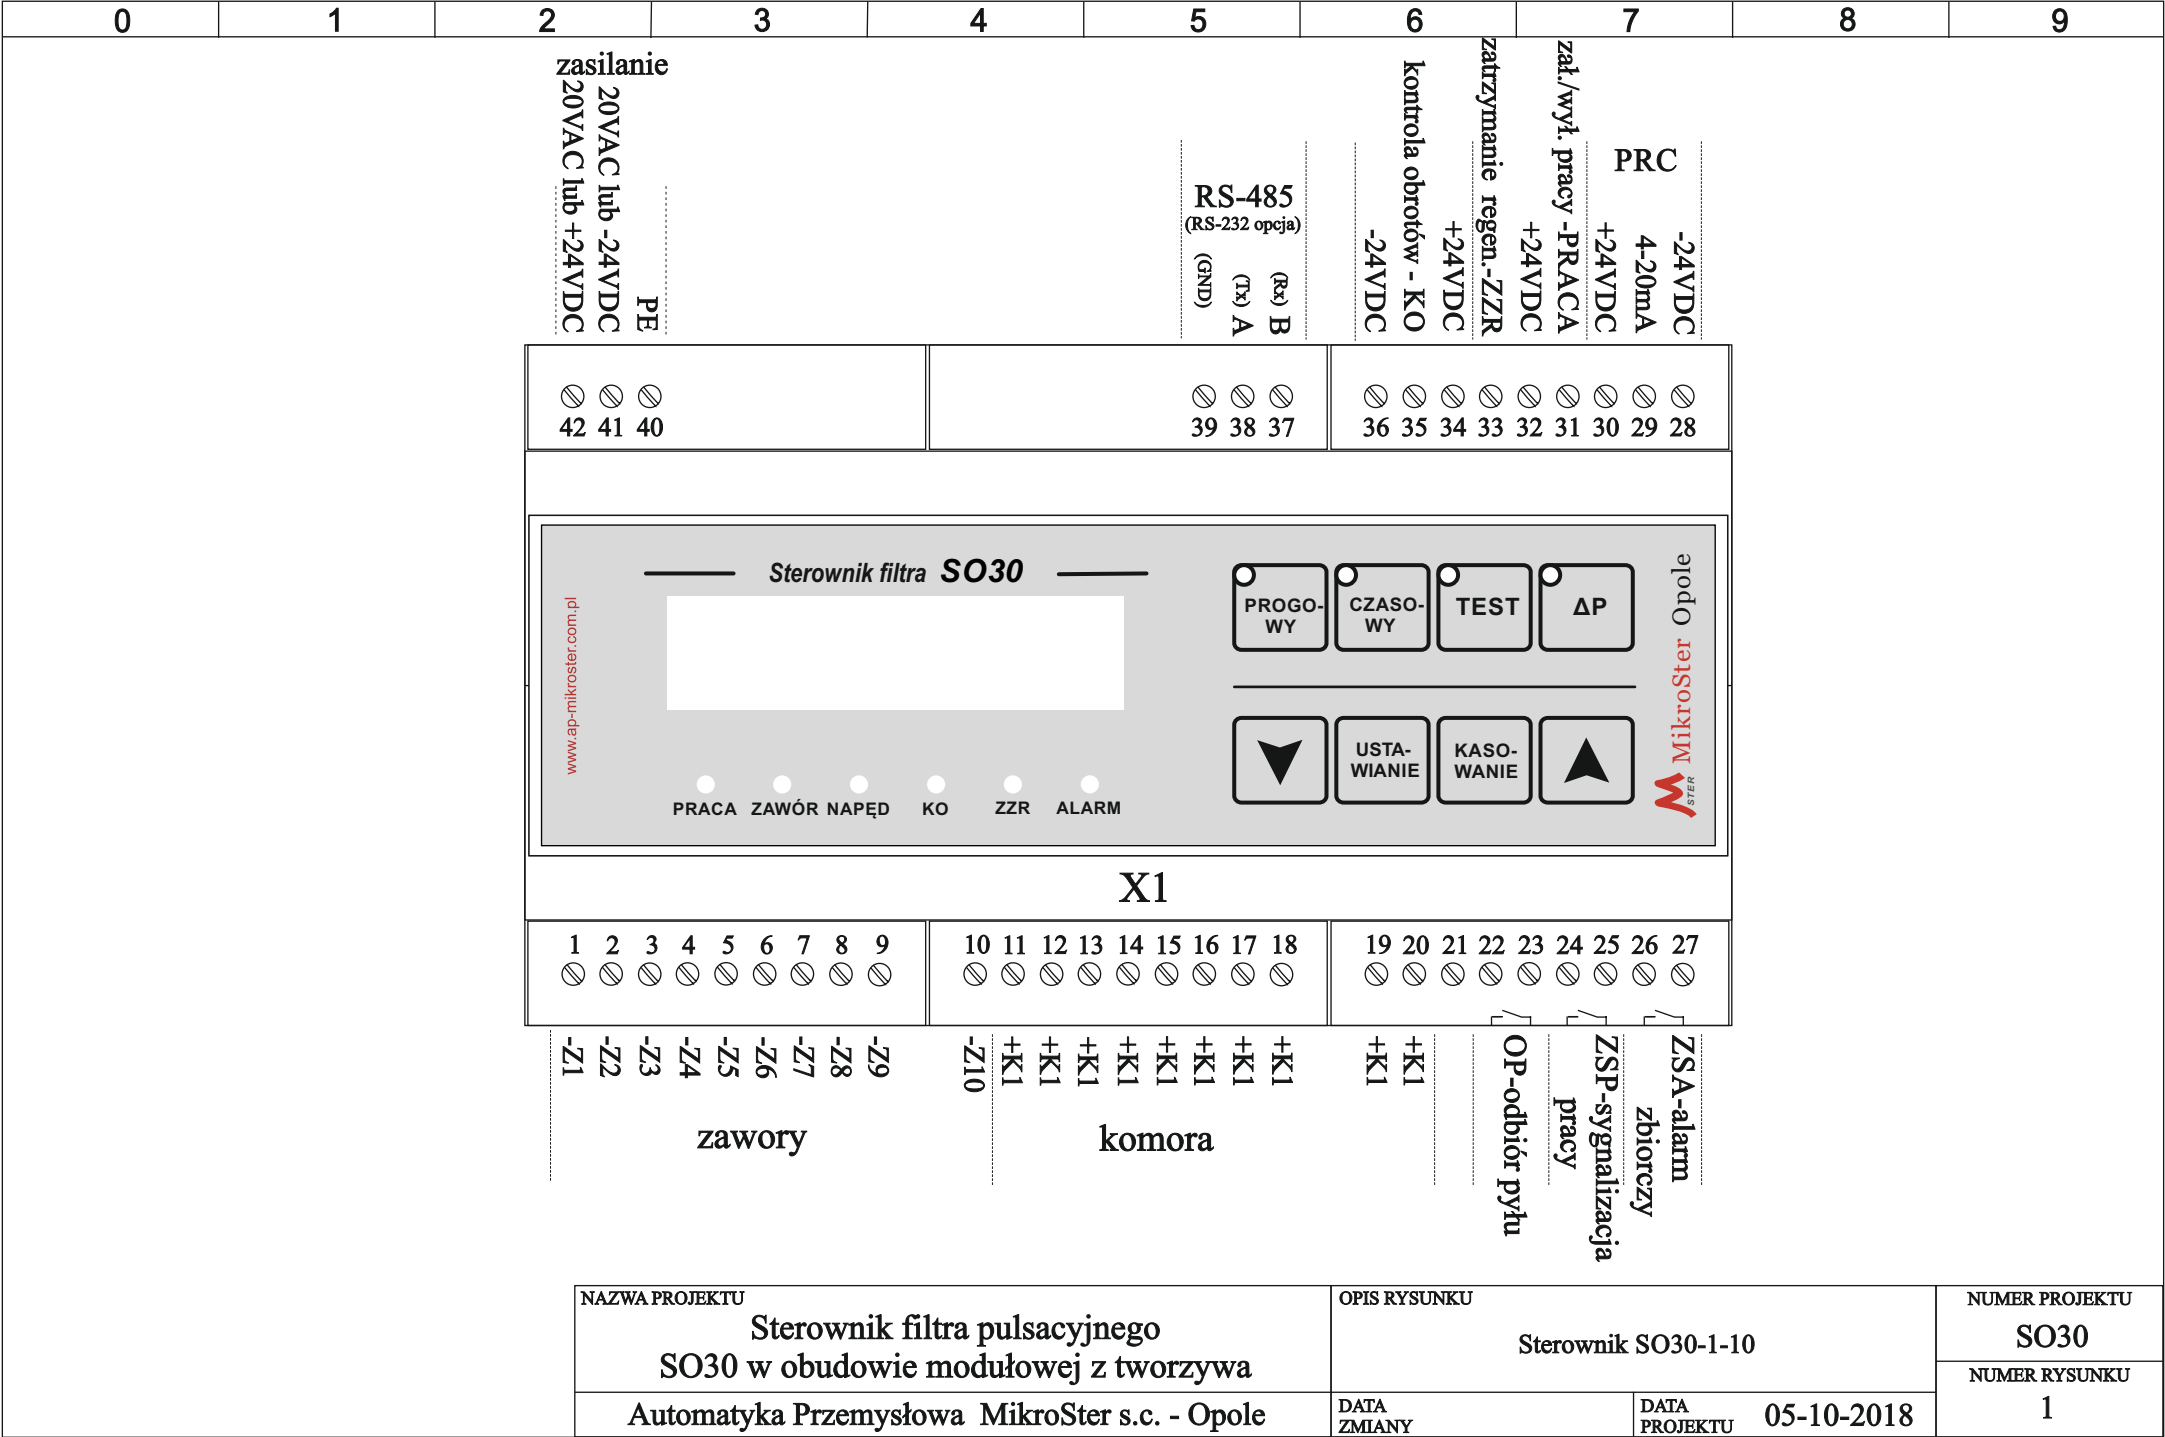 0 1 2 3 4 5 6 7 8 9
zasilanie
20VAC lub +24VDC
20VAC lub -24VDC
PE
RS-485
(RS-232 opcja)
(GND)
(Tx) A
(Rx) B
-24VDC
kontrola obrotów - KO
+24VDC
zatrzymanie regen.-ZZR
+24VDC
zał./wył. pracy -PRACA
PRC
+24VDC
4-20mA
-24VDC
42 41 40
39 38 37
36 35 34 33 32 31 30 29 28
Sterownik filtra SO30
www.ap-mikroster.com.pl
PROGO-
WY
CZASO-
WY
TEST
ΔP
USTA-
WIANIE
KASO-
WANIE
PRACA ZAWÓR NAPĘD KO ZZR ALARM
MikroSter Opole
STER
X1
1 2 3 4 5 6 7 8 9
10 11 12 13 14 15 16 17 18
19 20 21 22 23 24 25 26 27
-Z1
-Z2
-Z3
-Z4
-Z5
-Z6
-Z7
-Z8
-Z9
-Z10
+K1
+K1
+K1
+K1
+K1
+K1
+K1
+K1
+K1
+K1
zawory
komora
OP-odbiór pyłu
ZSP-sygnalizacja
pracy
ZSA-alarm
zbiorczy
NAZWA PROJEKTU
Sterownik filtra pulsacyjnego
SO30 w obudowie modułowej z tworzywa
Automatyka Przemysłowa MikroSter s.c. - Opole
OPIS RYSUNKU
Sterownik SO30-1-10
DATA
ZMIANY
DATA
PROJEKTU
05-10-2018
NUMER PROJEKTU
SO30
NUMER RYSUNKU
1